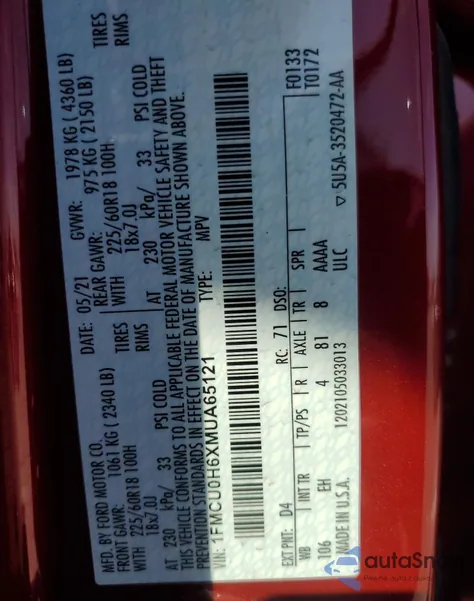 MFD. BY FORD MOTOR CO.
DATE: 05/21 GVWR: 1978 KG ( 4360 LB)
FRONT GAWR: 1061 KG ( 2340 LB) REAR GAWR: 975 KG ( 2150 LB)
WITH 225/60R18 100H TIRES WITH 225/60R18 100H TIRES
18x7.0J RIMS 18x7.0J RIMS
AT 230 kPa/ 33 PSI COLD AT 230 kPa/ 33 PSI COLD
THIS VEHICLE CONFORMS TO ALL APPLICABLE FEDERAL MOTOR VEHICLE SAFETY AND THEFT
PREVENTION STANDARDS IN EFFECT ON THE DATE OF MANUFACTURE SHOWN ABOVE.
VIN: 1FMCU0H6XMUA65121 TYPE: MPV
F0133
T0172
EXT PNT: D4 RC: 71 DSO:
WB INT TR TP/PS R AXLE TR SPR
106 EH 4 81 8 AAAA
MADE IN U.S.A. 1202105033013 ULC
▽ 5U5A-3520472-AA